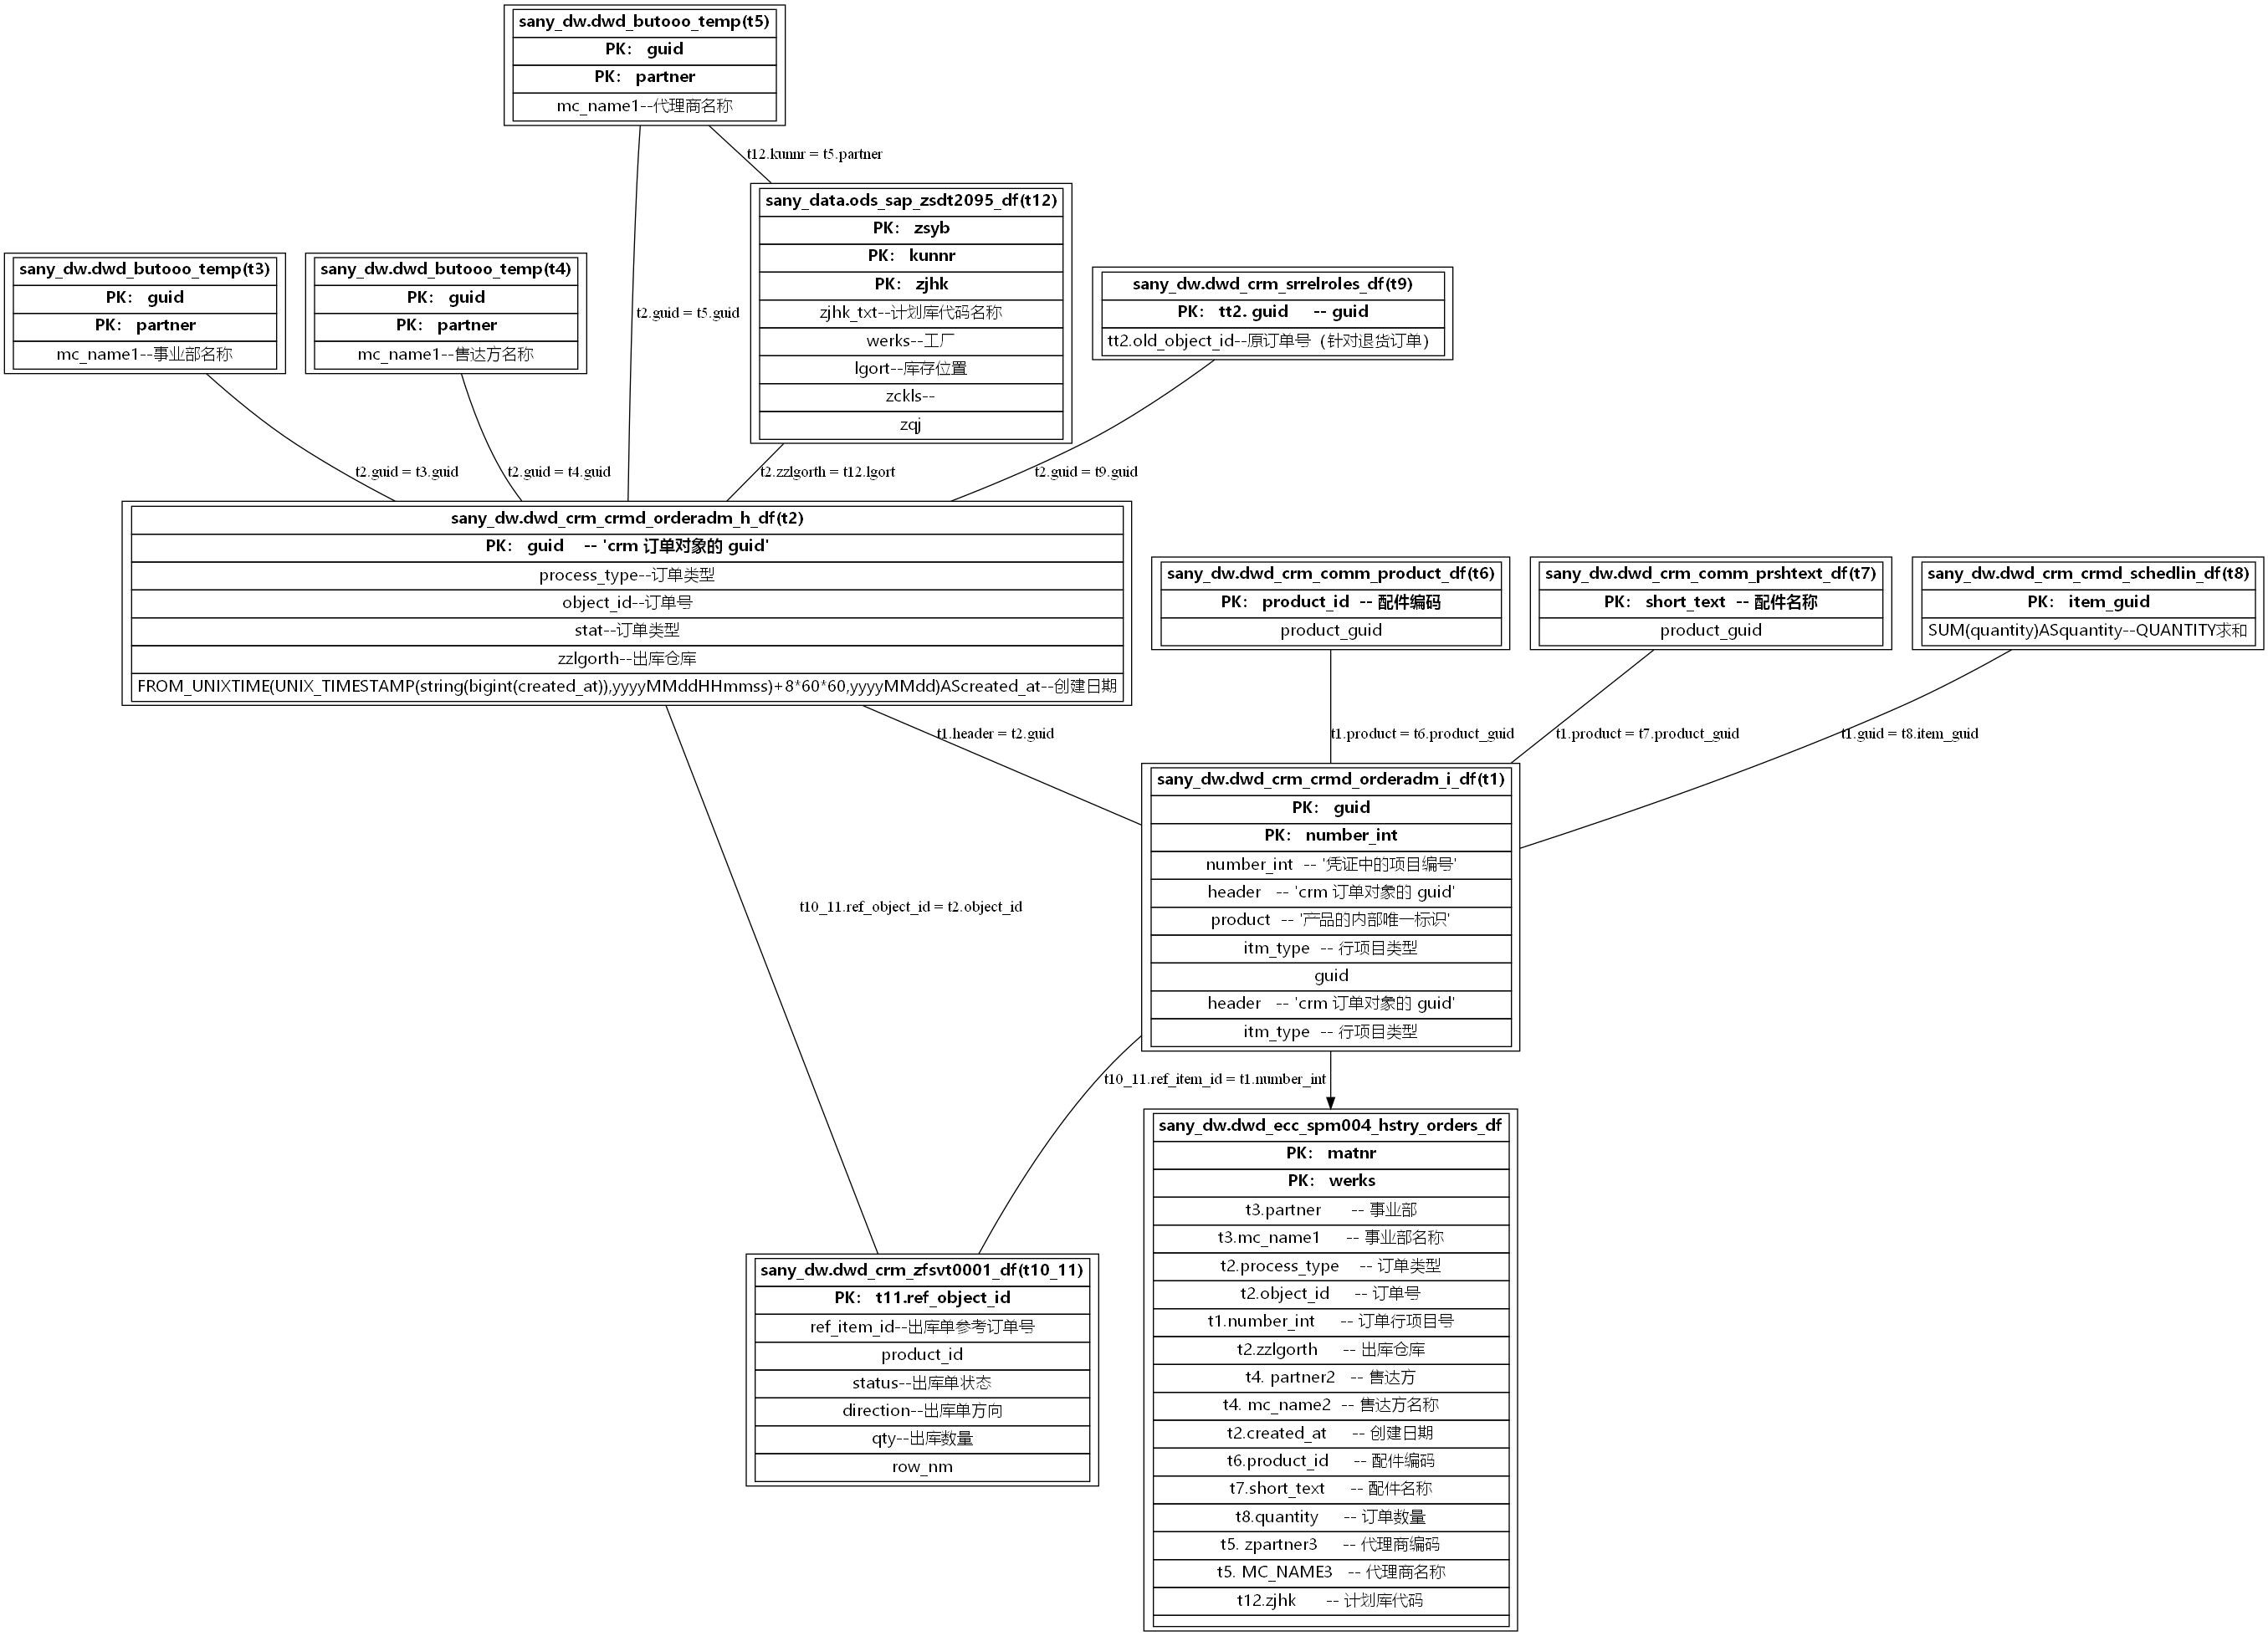 sany_dw.dwd_butooo_temp(t5)
PK： guid
PK： partner
mc_name1--代理商名称
t12.kunnr = t5.partner
sany_data.ods_sap_zsdt2095_df(t12)
PK： zsyb
PK： kunnr
PK： zjhk
zjhk_txt--计划库代码名称
werks--工厂
lgort--库存位置
zckls--
zqj
sany_dw.dwd_butooo_temp(t3)
PK： guid
PK： partner
mc_name1--事业部名称
sany_dw.dwd_butooo_temp(t4)
PK： guid
PK： partner
mc_name1--售达方名称
t2.guid = t5.guid
sany_dw.dwd_crm_srrelroles_df(t9)
PK： tt2. guid -- guid
tt2.old_object_id--原订单号（针对退货订单）
t2.guid = t3.guid
t2.guid = t4.guid
t2.zzlgorth = t12.lgort
t2.guid = t9.guid
sany_dw.dwd_crm_crmd_orderadm_h_df(t2)
PK： guid -- 'crm 订单对象的 guid'
process_type--订单类型
object_id--订单号
stat--订单类型
zzlgorth--出库仓库
FROM_UNIXTIME(UNIX_TIMESTAMP(string(bigint(created_at)),yyyyMMddHHmmss)+8*60*60,yyyyMMdd)AScreated_at--创建日期
sany_dw.dwd_crm_comm_product_df(t6)
PK： product_id -- 配件编码
product_guid
sany_dw.dwd_crm_comm_prshtext_df(t7)
PK： short_text -- 配件名称
product_guid
sany_dw.dwd_crm_crmd_schedlin_df(t8)
PK： item_guid
SUM(quantity)ASquantity--QUANTITY求和
t1.header = t2.guid
t1.product = t6.product_guid
t1.product = t7.product_guid
t1.guid = t8.item_guid
sany_dw.dwd_crm_crmd_orderadm_i_df(t1)
PK： guid
PK： number_int
number_int -- '凭证中的项目编号'
header -- 'crm 订单对象的 guid'
product -- '产品的内部唯一标识'
itm_type -- 行项目类型
guid
header -- 'crm 订单对象的 guid'
itm_type -- 行项目类型
t10_11.ref_object_id = t2.object_id
t10_11.ref_item_id = t1.number_int
sany_dw.dwd_crm_zfsvt0001_df(t10_11)
PK： t11.ref_object_id
ref_item_id--出库单参考订单号
product_id
status--出库单状态
direction--出库单方向
qty--出库数量
row_nm
sany_dw.dwd_ecc_spm004_hstry_orders_df
PK： matnr
PK： werks
t3.partner -- 事业部
t3.mc_name1 -- 事业部名称
t2.process_type -- 订单类型
t2.object_id -- 订单号
t1.number_int -- 订单行项目号
t2.zzlgorth -- 出库仓库
t4. partner2 -- 售达方
t4. mc_name2 -- 售达方名称
t2.created_at -- 创建日期
t6.product_id -- 配件编码
t7.short_text -- 配件名称
t8.quantity -- 订单数量
t5. zpartner3 -- 代理商编码
t5. MC_NAME3 -- 代理商名称
t12.zjhk -- 计划库代码